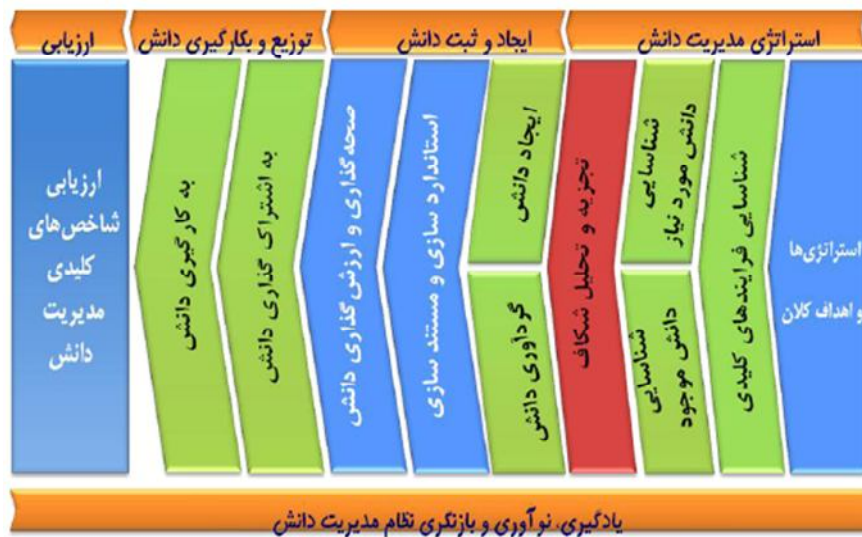 استراتژی مدیریت دانش
ایجاد و ثبت دانش
توزیع و بکارگیری دانش
ارزیابی
استراتژی‌ها
و اهداف کلان
شناسایی فرایندهای کلیدی
شناسایی
دانش مورد نیاز
شناسایی
دانش موجود
تجزیه و تحلیل شکاف
ایجاد دانش
گردآوری دانش
استاندارد سازی و مستند سازی
صحه گذاری و ارزش گذاری دانش
به اشتراک گذاری دانش
به کار گیری دانش
ارزیابی
شاخص‌های
کلیدی
مدیریت
دانش
یادگیری، نوآوری و بازنگری نظام مدیریت دانش